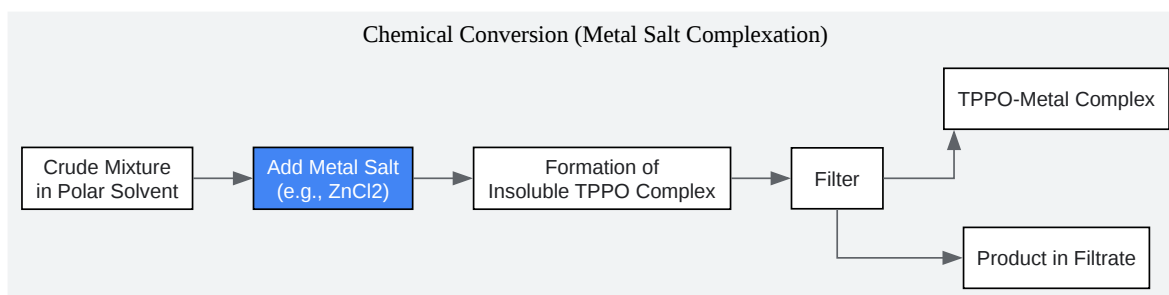 Chemical Conversion (Metal Salt Complexation)
TPPO-Metal Complex
Crude Mixture
in Polar Solvent
Add Metal Salt
(e.g., ZnCl2)
Formation of
Insoluble TPPO Complex
Filter
Product in Filtrate